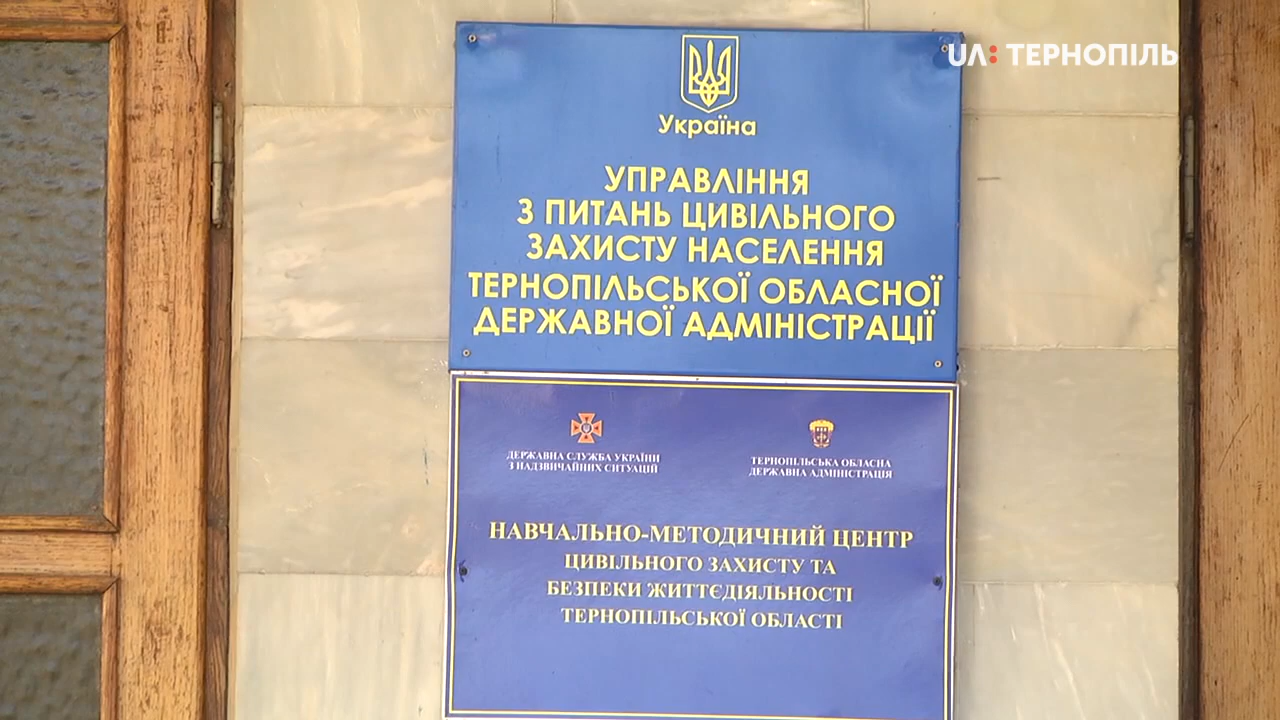 UA: ТЕРНОПІЛЬ
Україна
УПРАВЛІННЯ
З ПИТАНЬ ЦИВІЛЬНОГО
ЗАХИСТУ НАСЕЛЕННЯ
ТЕРНОПІЛЬСЬКОЇ ОБЛАСНОЇ
ДЕРЖАВНОЇ АДМІНІСТРАЦІЇ
ДЕРЖАВНА СЛУЖБА УКРАЇНИ
З НАДЗВИЧАЙНИХ СИТУАЦІЙ
ТЕРНОПІЛЬСЬКА ОБЛАСНА
ДЕРЖАВНА АДМІНІСТРАЦІЯ
НАВЧАЛЬНО-МЕТОДИЧНИЙ ЦЕНТР
ЦИВІЛЬНОГО ЗАХИСТУ ТА
БЕЗПЕКИ ЖИТТЄДІЯЛЬНОСТІ
ТЕРНОПІЛЬСЬКОЇ ОБЛАСТІ